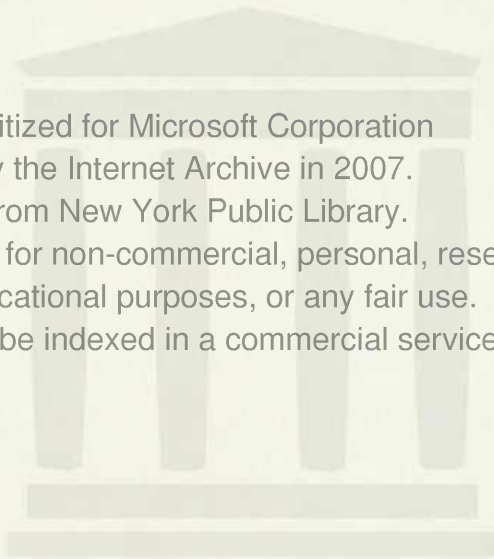 itized for Microsoft Corporation
the Internet Archive in 2007.
rom New York Public Library.
for non-commercial, personal, rese
cational purposes, or any fair use.
be indexed in a commercial service